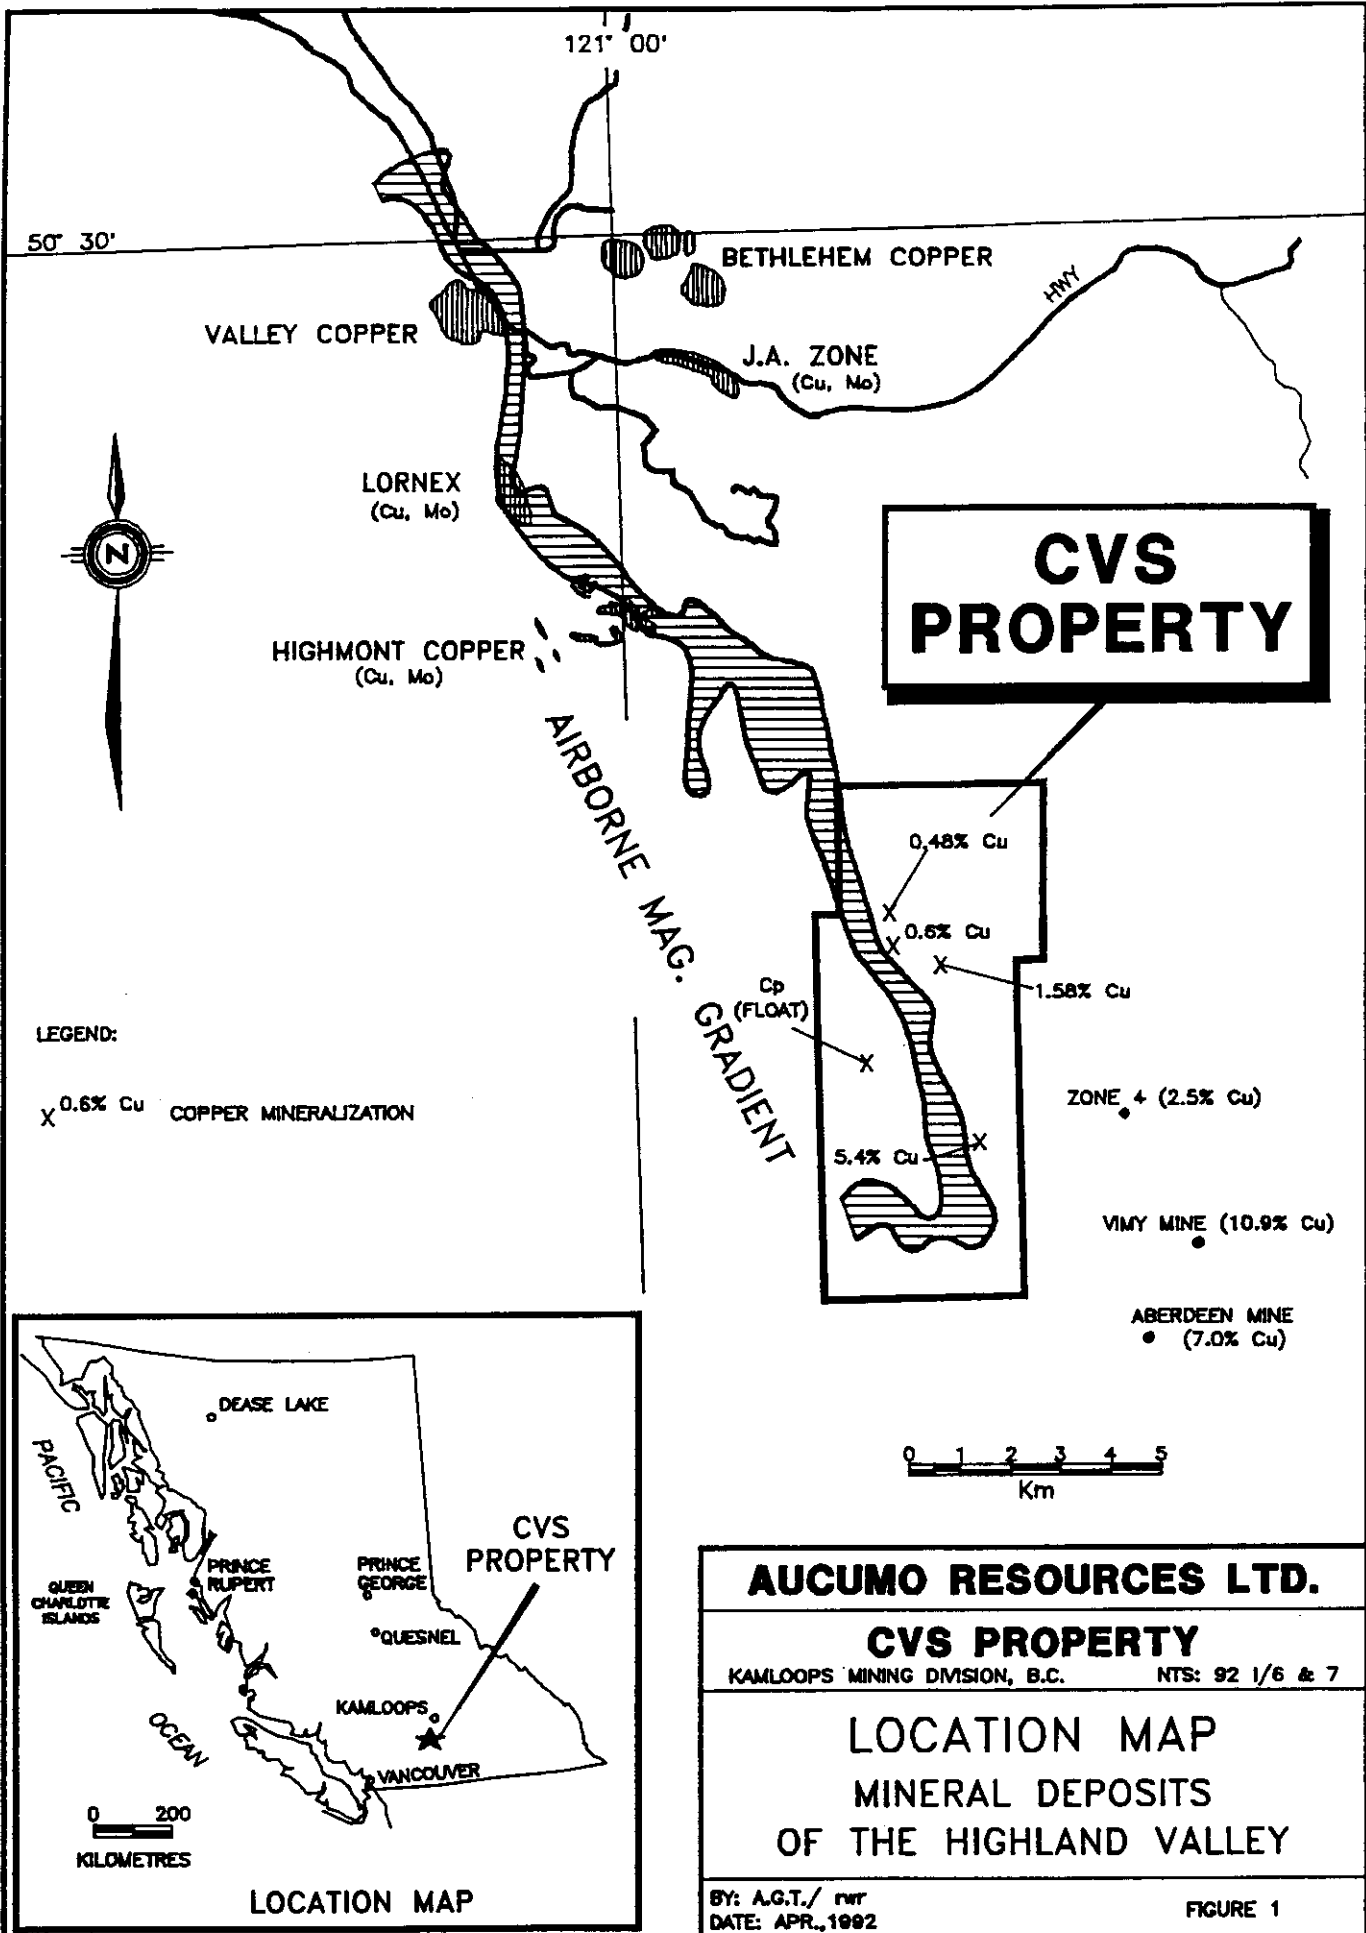 121° 00'
50° 30'
BETHLEHEM COPPER
HWY
VALLEY COPPER
J.A. ZONE
(Cu, Mo)
LORNEX
(Cu, Mo)
N
CVS
PROPERTY
HIGHMONT COPPER
(Cu, Mo)
AIRBORNE MAG. GRADIENT
0.48% Cu
0.6% Cu
1.58% Cu
Cp
(FLOAT)
LEGEND:
X 0.6% Cu COPPER MINERALIZATION
ZONE 4 (2.5% Cu)
5.4% Cu
VIMY MINE (10.9% Cu)
ABERDEEN MINE
(7.0% Cu)
0 1 2 3 4 5
Km
DEASE LAKE
PACIFIC
OCEAN
CVS
PROPERTY
PRINCE
RUPERT
PRINCE
GEORGE
QUEEN
CHARLOTTE
ISLANDS
QUESNEL
KAMLOOPS
VANCOUVER
0 200
KILOMETRES
LOCATION MAP
AUCUMO RESOURCES LTD.
CVS PROPERTY
KAMLOOPS MINING DIVISION, B.C. NTS: 92 I/6 & 7
LOCATION MAP
MINERAL DEPOSITS
OF THE HIGHLAND VALLEY
BY: A.G.T./ rwr
DATE: APR.,1992
FIGURE 1